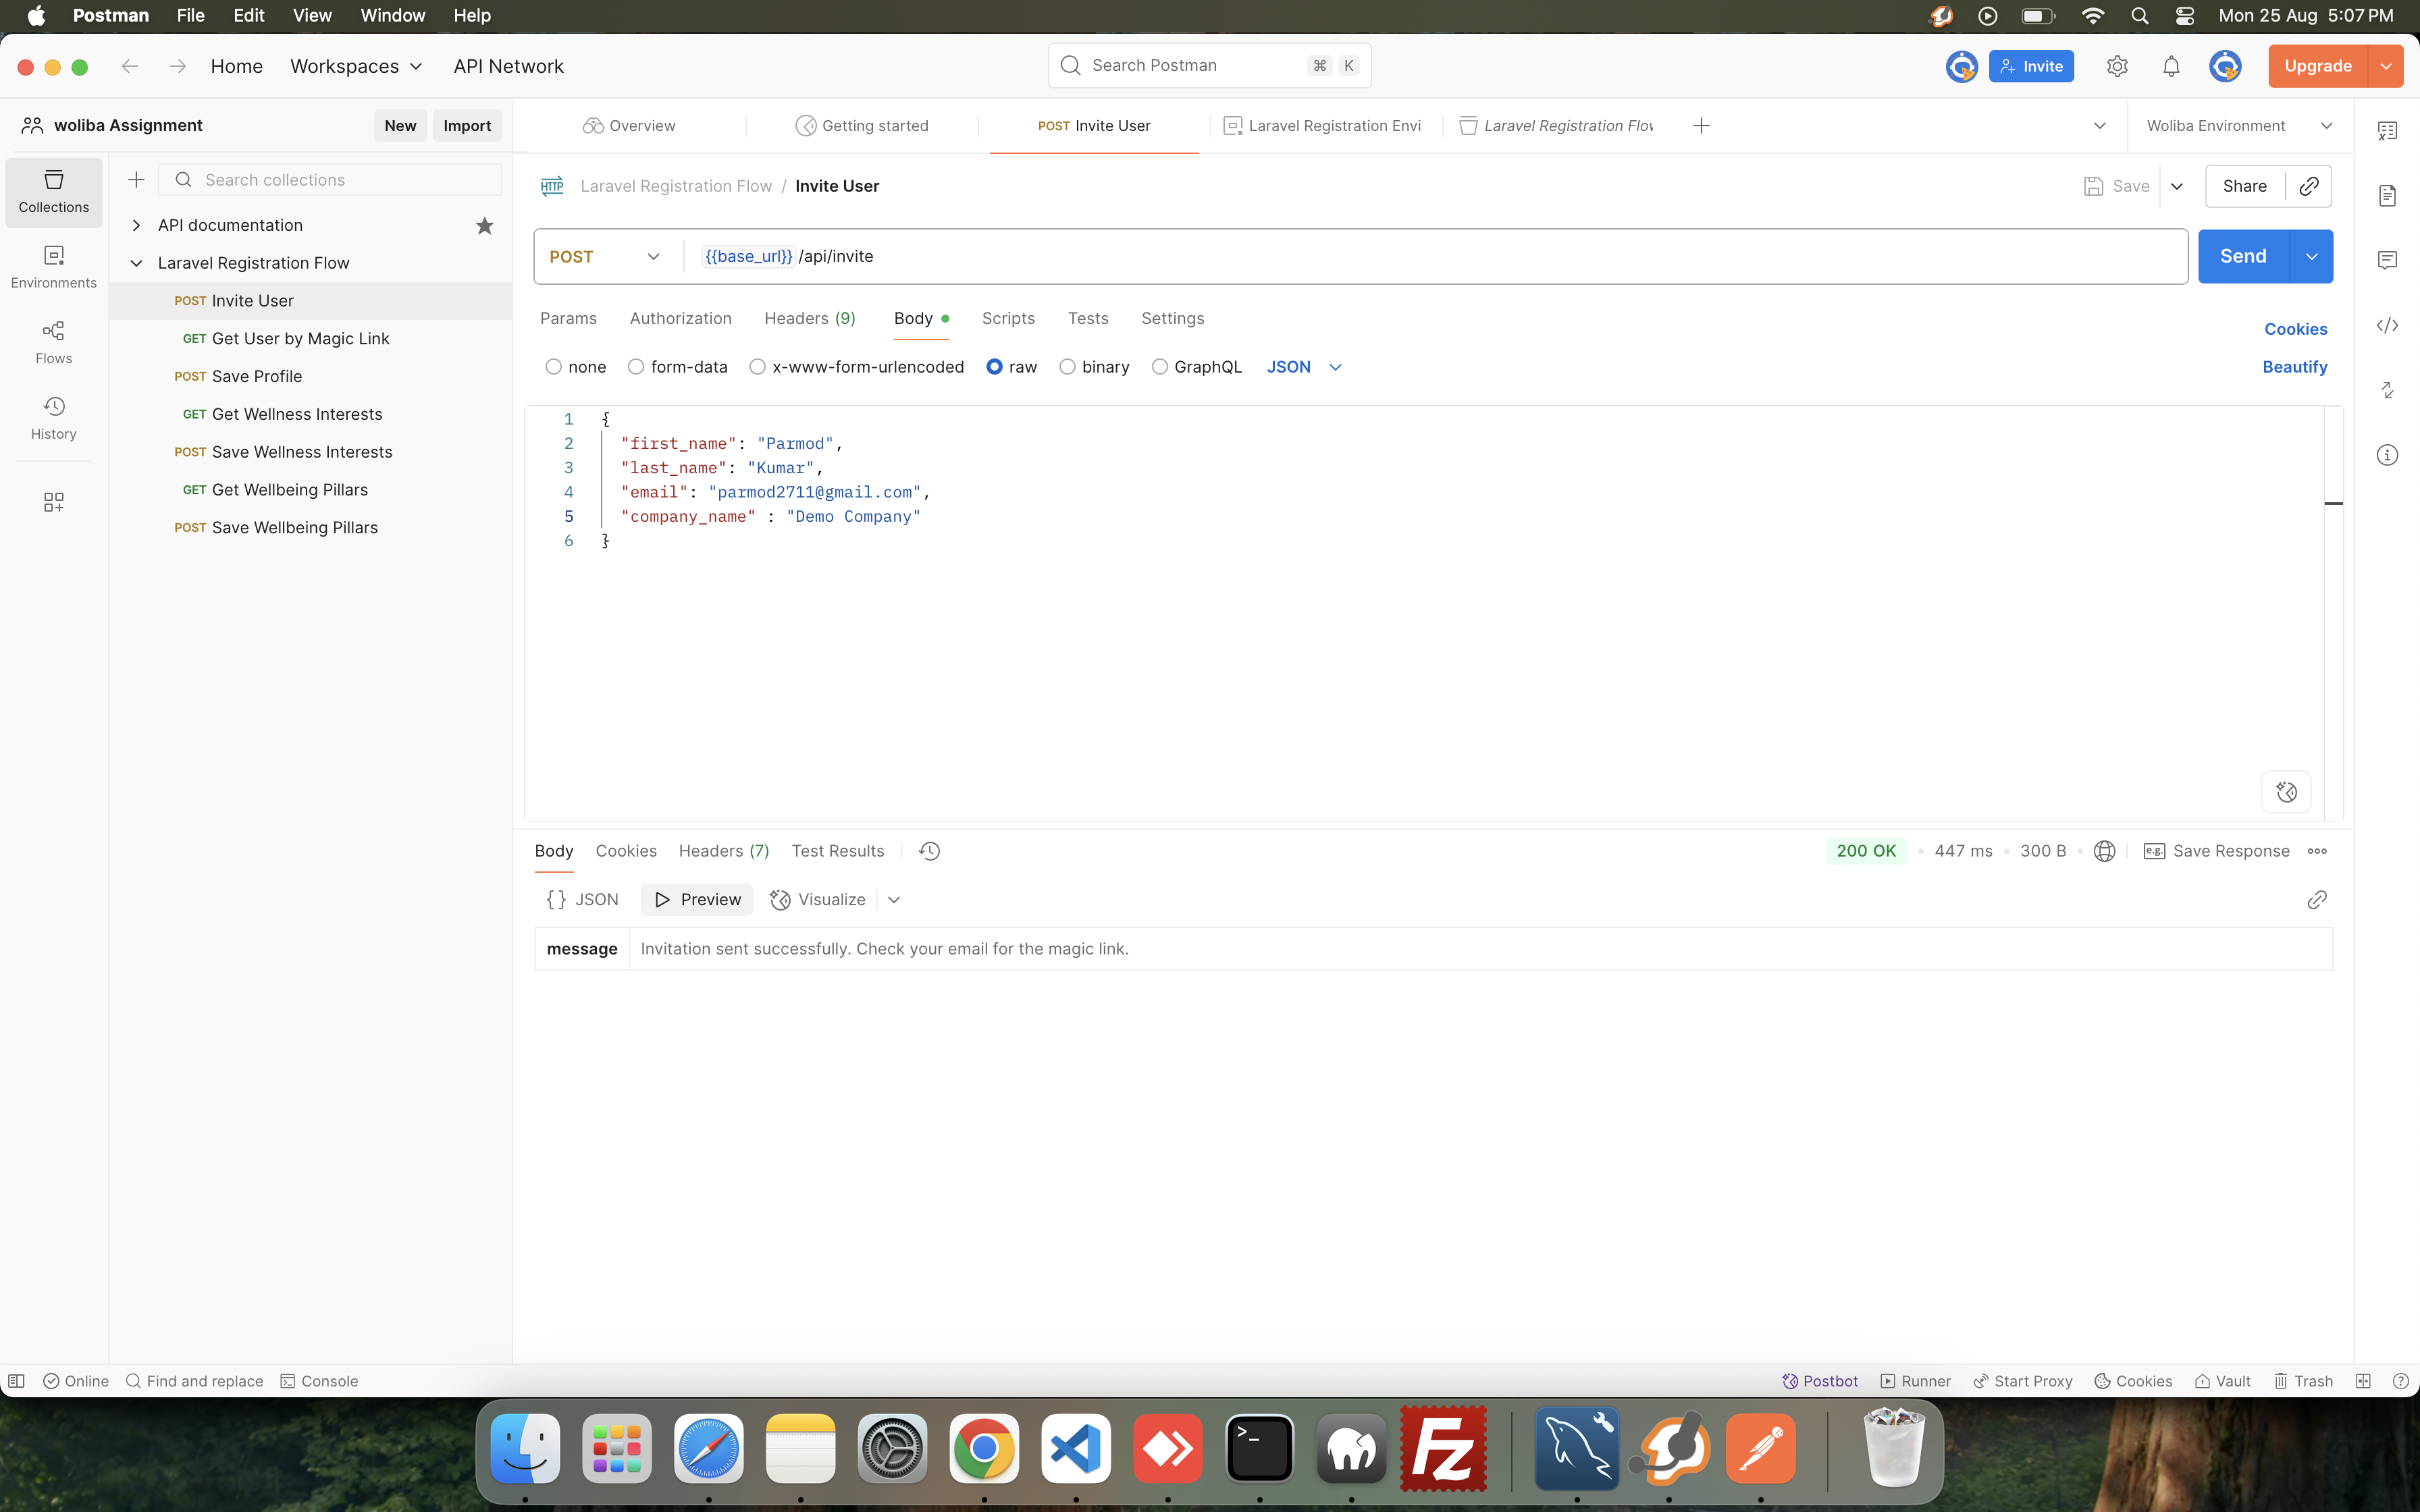 Postman File Edit View Window Help
Mon 25 Aug 5:07 PM
Home Workspaces API Network
Search Postman ⌘ K
Invite
Upgrade
woliba Assignment New Import
Overview
Getting started
POST Invite User
Laravel Registration Envi
Laravel Registration Flov
Woliba Environment
Collections
Environments
Flows
History
Search collections
API documentation
Laravel Registration Flow
POST Invite User
GET Get User by Magic Link
POST Save Profile
GET Get Wellness Interests
POST Save Wellness Interests
GET Get Wellbeing Pillars
POST Save Wellbeing Pillars
HTTP Laravel Registration Flow / Invite User
Save Share
POST {{base_url}} /api/invite
Send
Params Authorization Headers (9) Body Scripts Tests Settings
Cookies
none form-data x-www-form-urlencoded raw binary GraphQL JSON
Beautify
1 {
2 "first_name": "Parmod",
3 "last_name": "Kumar",
4 "email": "parmod2711@gmail.com",
5 "company_name" : "Demo Company"
6 }
Body Cookies Headers (7) Test Results
200 OK • 447 ms • 300 B • e.g. Save Response
{ } JSON Preview Visualize
message Invitation sent successfully. Check your email for the magic link.
Online Find and replace Console
Postbot Runner Start Proxy Cookies Vault Trash
>_
Fz